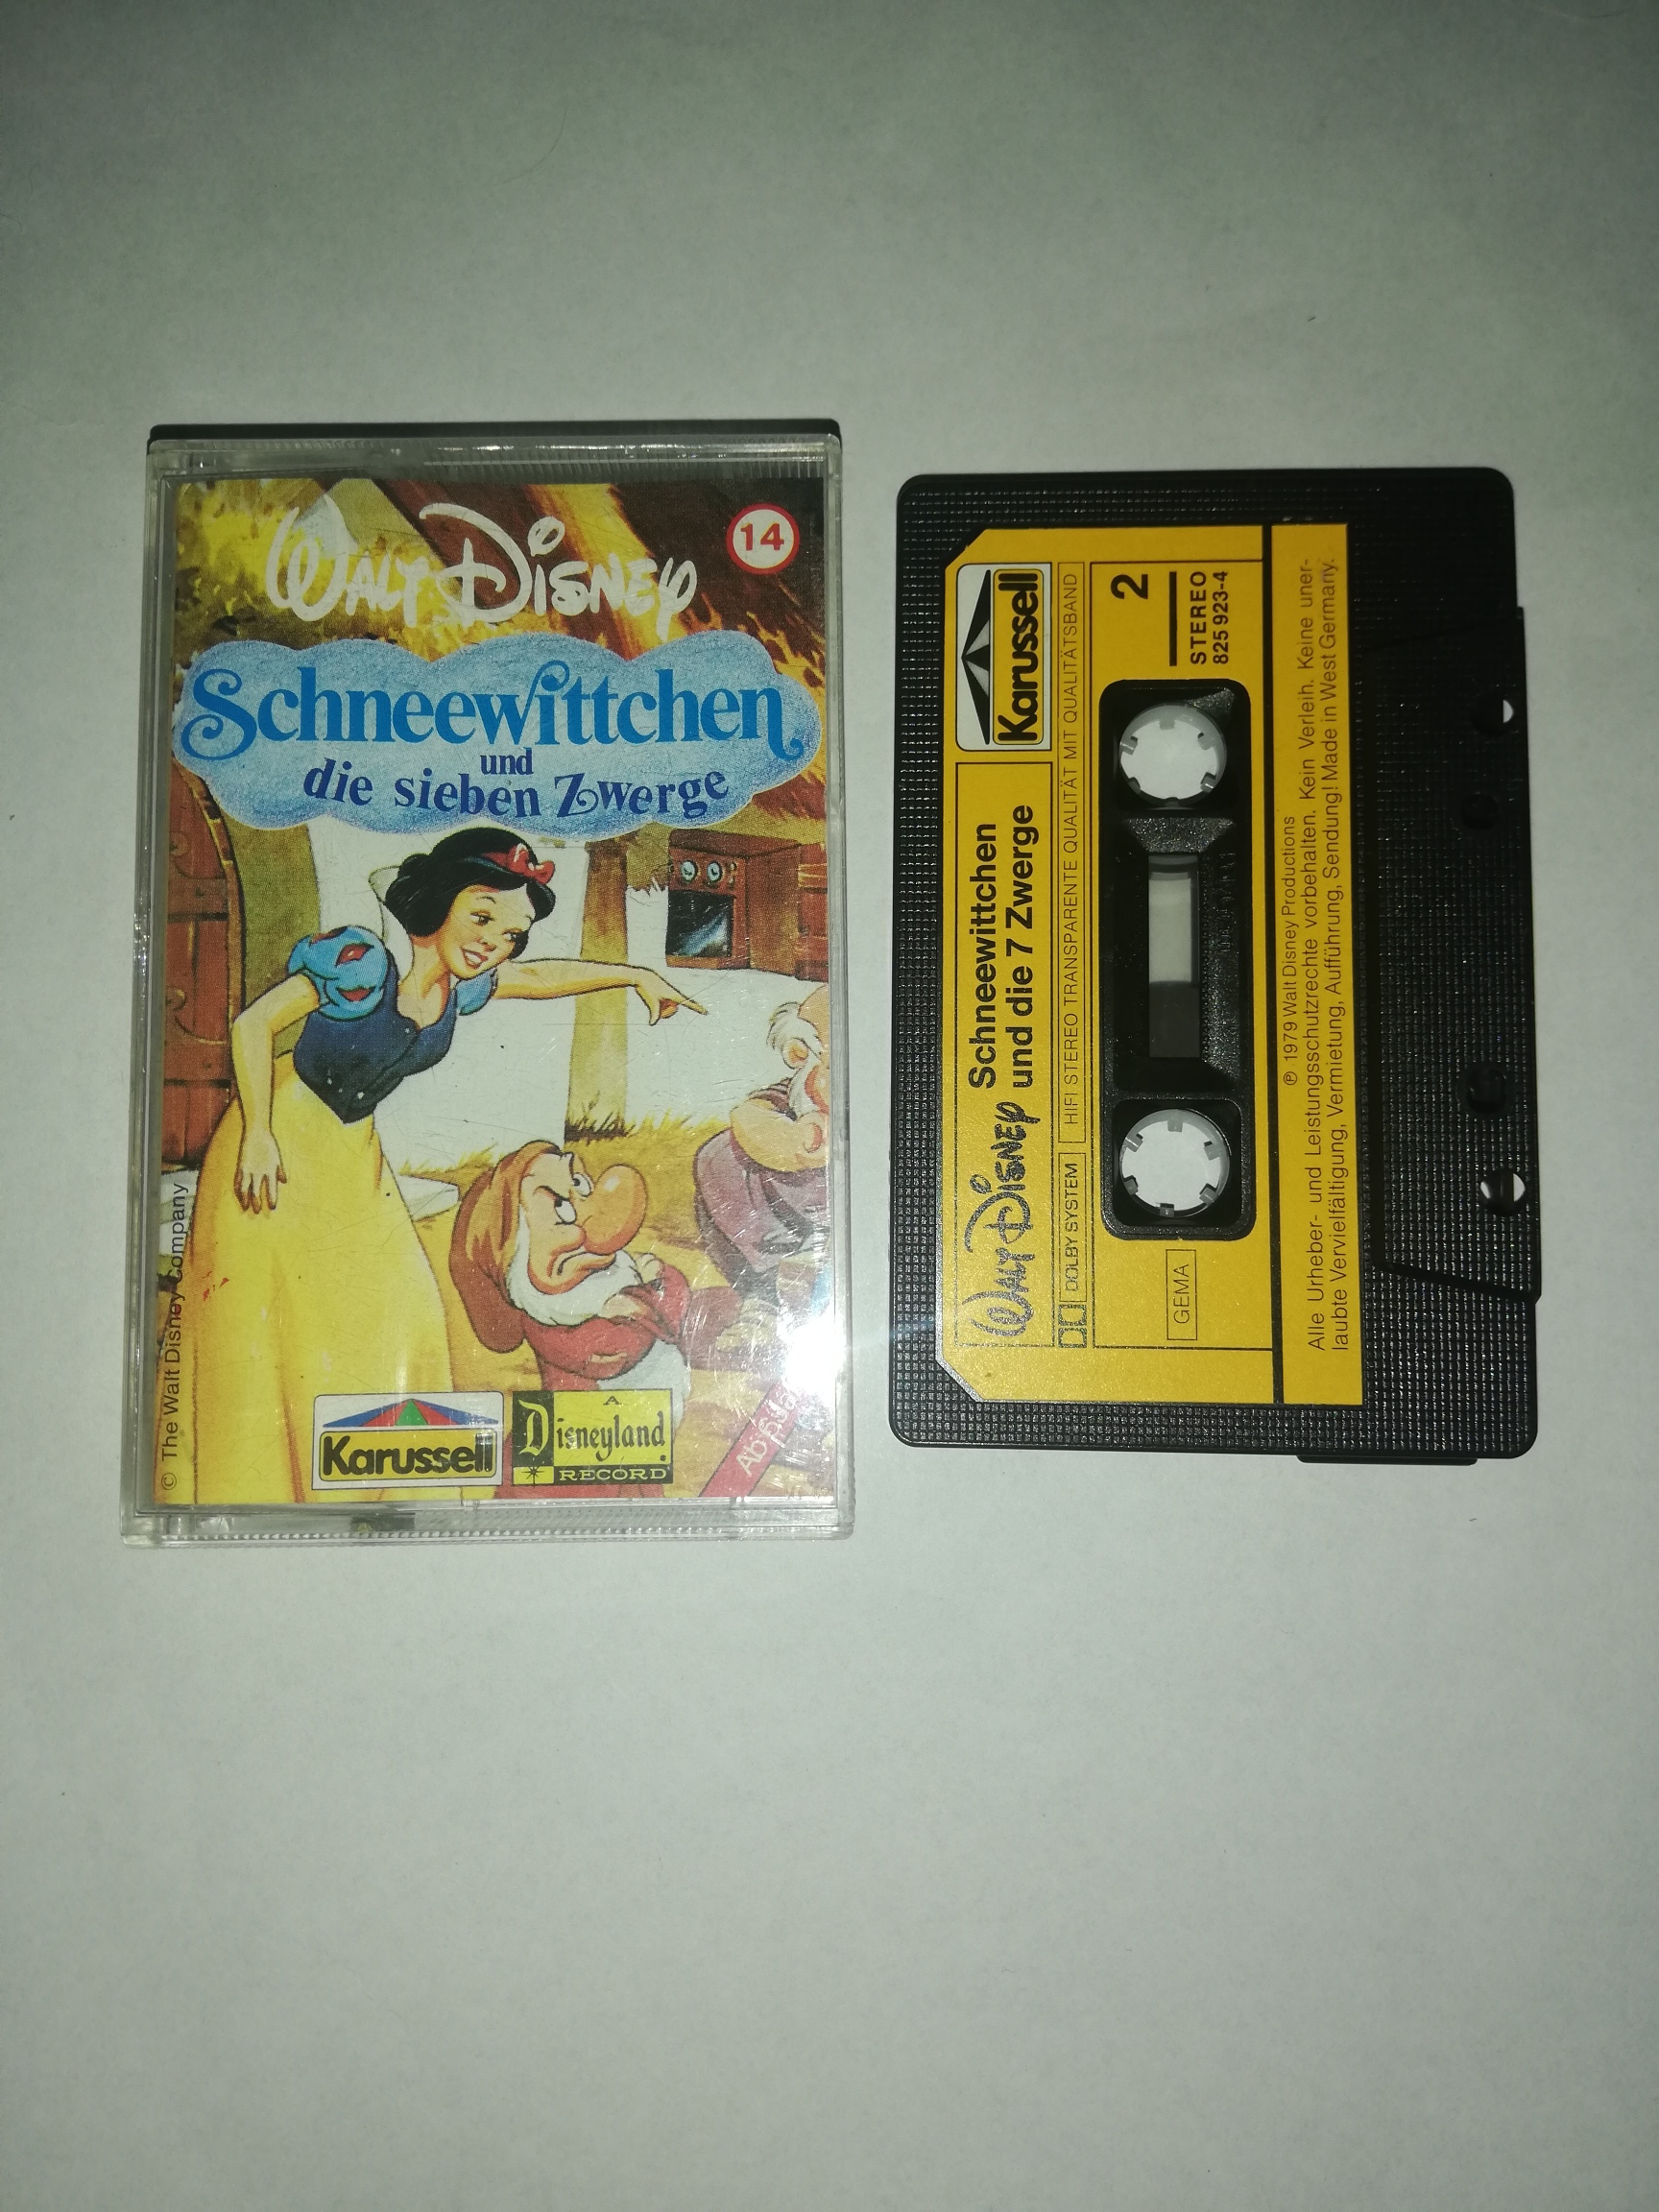 WALT DISNEY
14
Schneewittchen
und
die sieben Zwerge
© The Walt Disney Company
Karussell
A
Disneyland
RECORD
Karussell
WALT DISNEY Schneewittchen
und die 7 Zwerge
DOLBY SYSTEM HIFI STEREO TRANSPARENTE QUALITÄT MIT QUALITÄTSBAND
2
STEREO
825 923-4
GEMA
℗ 1979 Walt Disney Productions
Alle Urheber- und Leistungsschutzrechte vorbehalten. Kein Verleih. Keine uner-
laubte Vervielfältigung, Vermietung, Aufführung, Sendung! Made in West Germany.